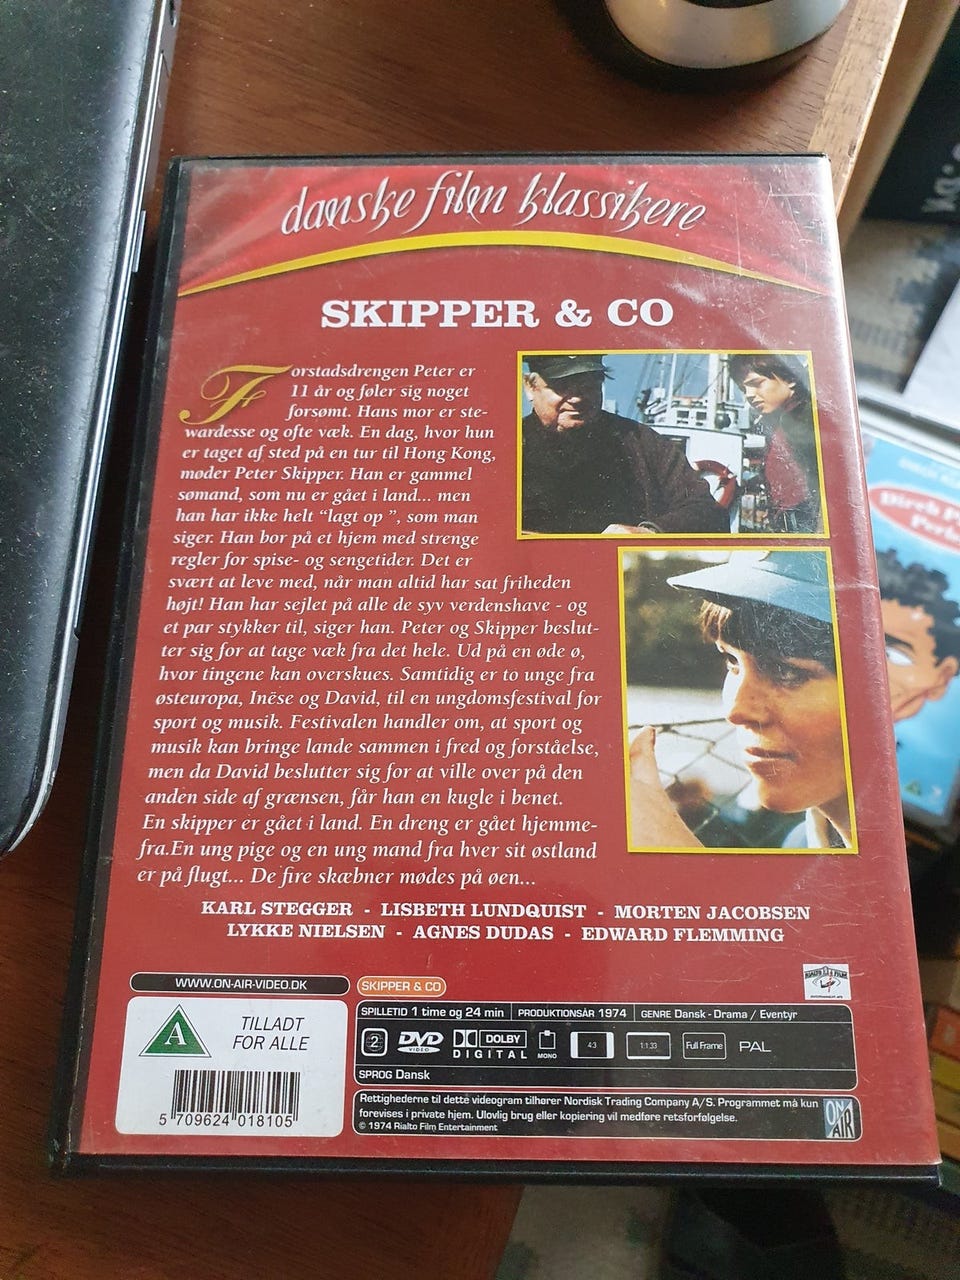 danske film klassikere
SKIPPER & CO
Forstadsdrengen Peter er
11 år og føler sig noget
forsømt. Hans mor er ste-
wardesse og ofte væk. En dag, hvor hun
er taget af sted på en tur til Hong Kong,
møder Peter Skipper. Han er gammel
sømand, som nu er gået i land... men
han har ikke helt “lagt op ”, som man
siger. Han bor på et hjem med strenge
regler for spise- og sengetider. Det er
svært at leve med, når man altid har sat friheden
højt! Han har sejlet på alle de syv verdenshave - og
et par stykker til, siger han. Peter og Skipper beslut-
ter sig for at tage væk fra det hele. Ud på en øde ø,
hvor tingene kan overskues. Samtidig er to unge fra
østeuropa, Inëse og David, til en ungdomsfestival for
sport og musik. Festivalen handler om, at sport og
musik kan bringe lande sammen i fred og forståelse,
men da David beslutter sig for at ville over på den
anden side af grænsen, får han en kugle i benet.
En skipper er gået i land. En dreng er gået hjemme-
fra.En ung pige og en ung mand fra hver sit østland
er på flugt... De fire skæbner mødes på øen...
KARL STEGGER - LISBETH LUNDQUIST - MORTEN JACOBSEN
LYKKE NIELSEN - AGNES DUDAS - EDWARD FLEMMING
WWW.ON-AIR-VIDEO.DK
SKIPPER & CO
A
TILLADT
FOR ALLE
5 709624 018105
SPILLETID 1 time og 24 min PRODUKTIONSÅR 1974 GENRE Dansk - Drama / Eventyr
2 DVD VIDEO DOLBY DIGITAL MONO 4:3 1:1.33 Full Frame PAL
SPROG Dansk
Rettighederne til dette videogram tilhører Nordisk Trading Company A/S. Programmet må kun
forevises i private hjem. Ulovlig brug eller kopiering vil medføre retsforfølgelse.
© 1974 Rialto Film Entertainment
ON AIR
Dirch